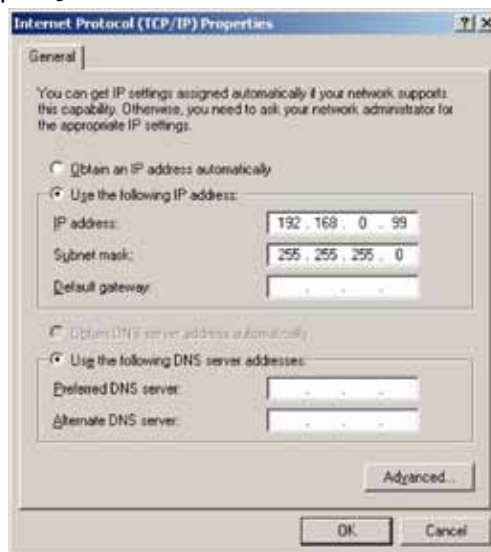 Internet Protocol (TCP/IP) Properties
General
You can get IP settings assigned automatically if your network supports
this capability. Otherwise, you need to ask your network administrator for
the appropriate IP settings.
Obtain an IP address automatically
Use the following IP address:
IP address: 192 . 168 . 0 . 99
Subnet mask: 255 . 255 . 255 . 0
Default gateway: . . .
Obtain DNS server address automatically
Use the following DNS server addresses:
Preferred DNS server: . . .
Alternate DNS server: . . .
Advanced...
OK Cancel